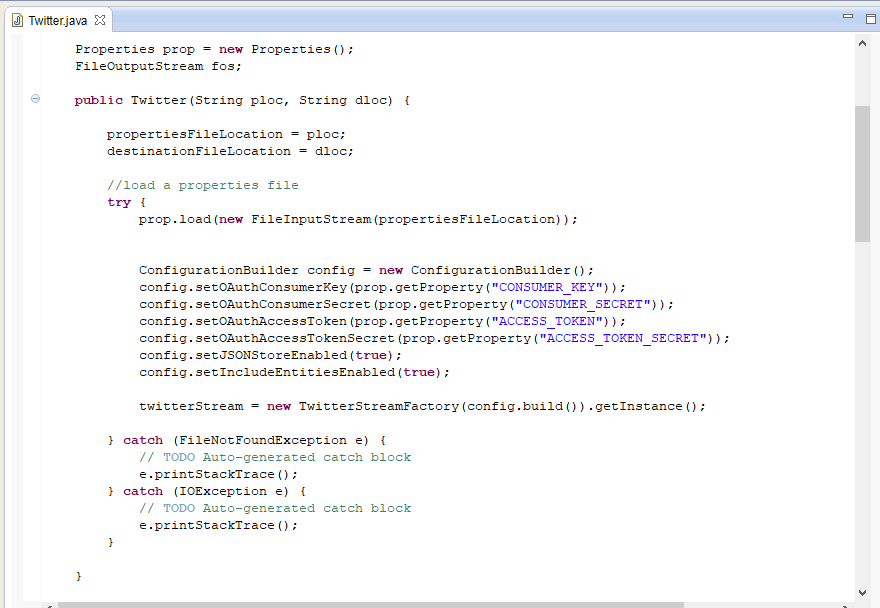 Twitter.java
Properties prop = new Properties();
FileOutputStream fos;
public Twitter(String ploc, String dloc) {
propertiesFileLocation = ploc;
destinationFileLocation = dloc;
//load a properties file
try {
prop.load(new FileInputStream(propertiesFileLocation));
ConfigurationBuilder config = new ConfigurationBuilder();
config.setOAuthConsumerKey(prop.getProperty("CONSUMER_KEY"));
config.setOAuthConsumerSecret(prop.getProperty("CONSUMER_SECRET"));
config.setOAuthAccessToken(prop.getProperty("ACCESS_TOKEN"));
config.setOAuthAccessTokenSecret(prop.getProperty("ACCESS_TOKEN_SECRET"));
config.setJSONStoreEnabled(true);
config.setIncludeEntitiesEnabled(true);
twitterStream = new TwitterStreamFactory(config.build()).getInstance();
} catch (FileNotFoundException e) {
// TODO Auto-generated catch block
e.printStackTrace();
} catch (IOException e) {
// TODO Auto-generated catch block
e.printStackTrace();
}
}